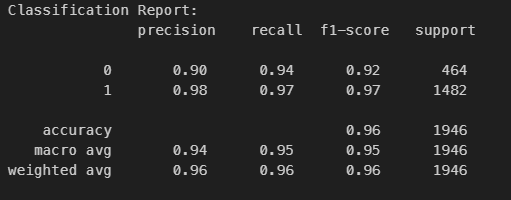 Classification Report:
precision recall f1-score support
0 0.90 0.94 0.92 464
1 0.98 0.97 0.97 1482
accuracy 0.96 1946
macro avg 0.94 0.95 0.95 1946
weighted avg 0.96 0.96 0.96 1946